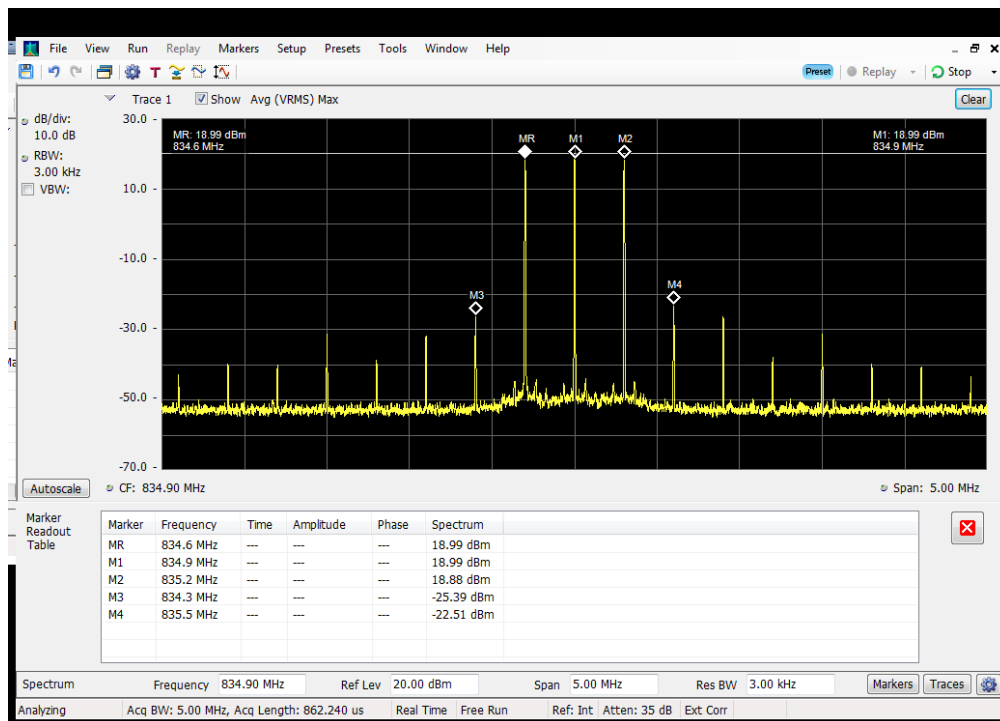 File View Run Replay Markers Setup Presets Tools Window Help
T Preset Replay Stop
Trace 1 Show Avg (VRMS) Max Clear
dB/div:
10.0 dB
RBW:
3.00 kHz
VBW:
30.0
10.0
-10.0
-30.0
-50.0
-70.0
MR: 18.99 dBm
834.6 MHz
MR M1 M2
M1: 18.99 dBm
834.9 MHz
M3 M4
Autoscale CF: 834.90 MHz Span: 5.00 MHz
Marker
Readout
Table
Marker Frequency Time Amplitude Phase Spectrum
MR 834.6 MHz --- --- --- 18.99 dBm
M1 834.9 MHz --- --- --- 18.99 dBm
M2 835.2 MHz --- --- --- 18.88 dBm
M3 834.3 MHz --- --- --- -25.39 dBm
M4 835.5 MHz --- --- --- -22.51 dBm
Spectrum Frequency 834.90 MHz Ref Lev 20.00 dBm Span 5.00 MHz Res BW 3.00 kHz Markers Traces
Analyzing Acq BW: 5.00 MHz, Acq Length: 862.240 us Real Time Free Run Ref: Int Atten: 35 dB Ext Corr